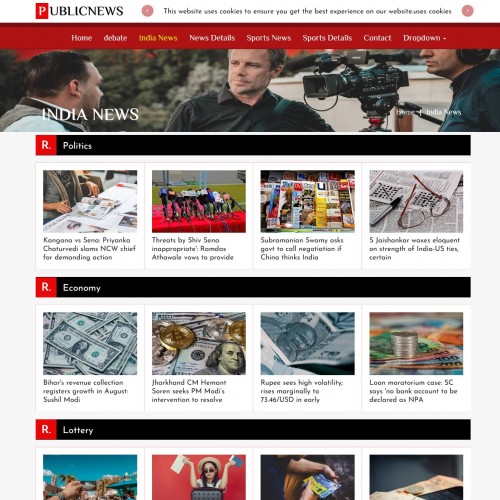 PUBLICNEWS
This website uses cookies to ensure you get the best experience on our website.uses cookies
Home debate India News News Details Sports News Sports Details Contact Dropdown
INDIA NEWS
Home | India News
R. Politics
Kangana vs Sena: Priyanka
Chaturvedi slams NCW chief
for demanding action
Threats by Shiv Sena
inappropriate': Ramdas
Athawale vows to provide
Subramanian Swamy asks
govt to call negotiation if
China thinks India
S Jaishankar waxes eloquent
on strength of India-US ties,
certain
R. Economy
Bihar's revenue collection
registers growth in August:
Sushil Modi
Jharkhand CM Hemant
Soren seeks PM Modi's
intervention to resolve
Rupee sees high volatility;
rises marginally to
73.46/USD in early
Loan moratorium case: SC
says 'no bank account to be
declared as NPA
R. Lottery